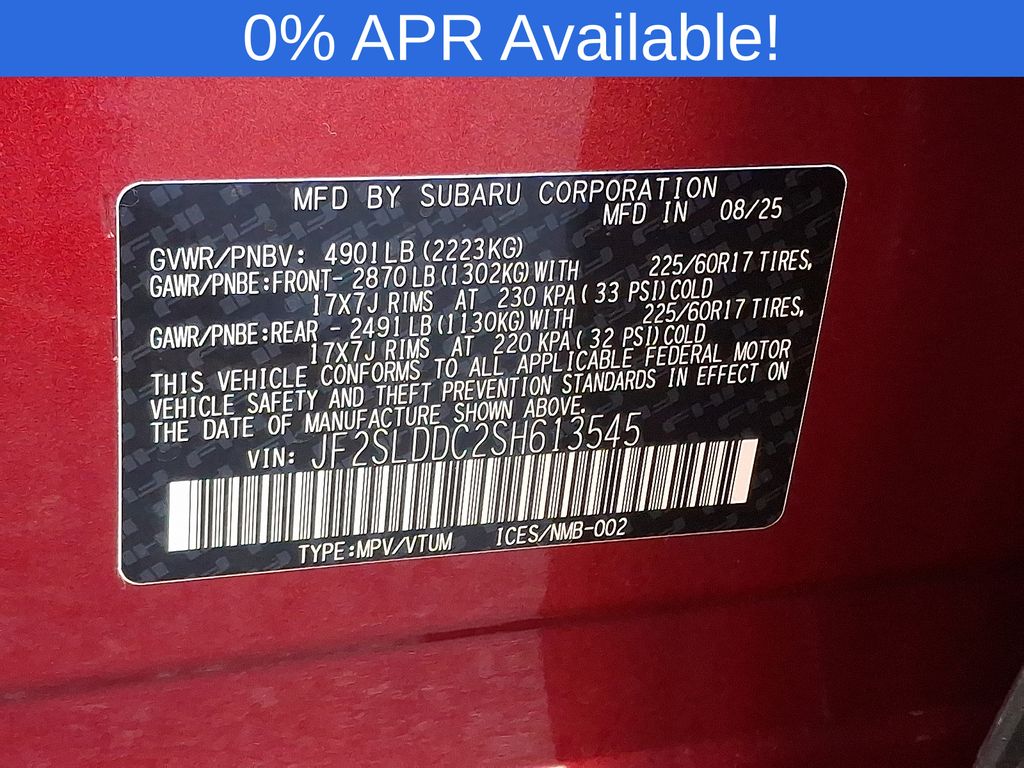 0% APR Available!
MFD BY SUBARU CORPORATION
MFD IN 08/25
GVWR/PNBV: 4901LB (2223KG)
GAWR/PNBE:FRONT- 2870 LB (1302KG) WITH 225/60R17 TIRES,
17X7J RIMS AT 230 KPA ( 33 PSI) COLD
GAWR/PNBE:REAR - 2491 LB (1130KG) WITH 225/60R17 TIRES,
17X7J RIMS AT 220 KPA ( 32 PSI) COLD
THIS VEHICLE CONFORMS TO ALL APPLICABLE FEDERAL MOTOR
VEHICLE SAFETY AND THEFT PREVENTION STANDARDS IN EFFECT ON
THE DATE OF MANUFACTURE SHOWN ABOVE.
VIN: JF2SLDDC2SH613545
TYPE:MPV/VTUM ICES/NMB-002